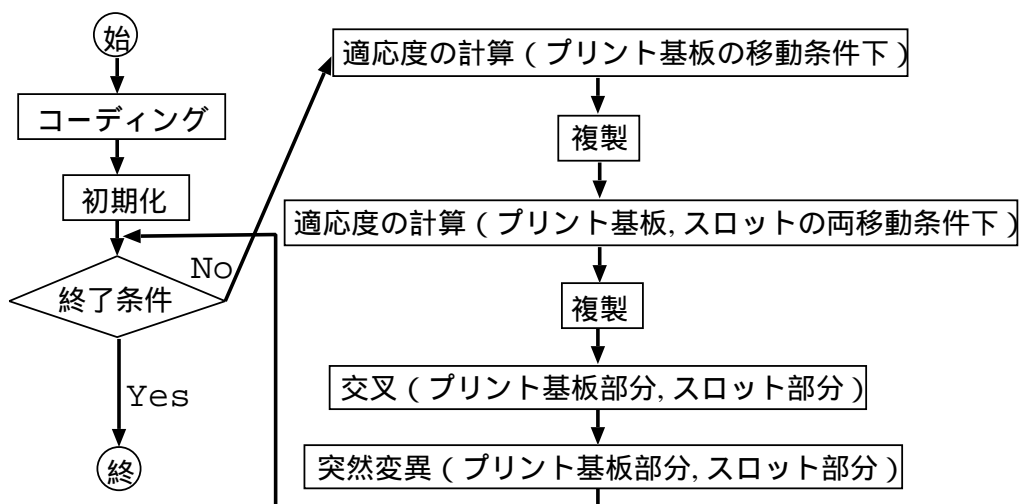 始
コーディング
初期化
終了条件
No
Yes
終
適応度の計算（プリント基板の移動条件下）
複製
適応度の計算（プリント基板, スロットの両移動条件下）
複製
交叉（プリント基板部分, スロット部分）
突然変異（プリント基板部分, スロット部分）